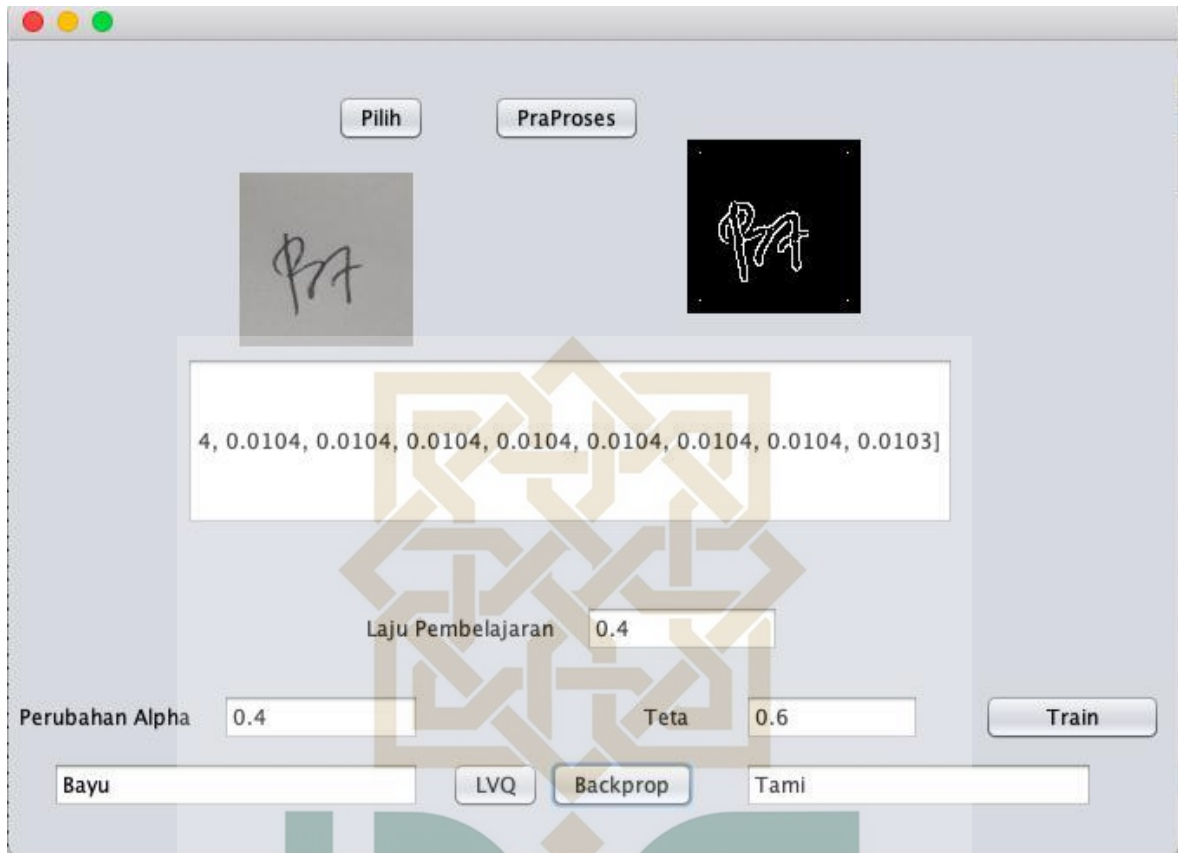 Pilih PraProses
BA
4, 0.0104, 0.0104, 0.0104, 0.0104, 0.0104, 0.0104, 0.0104, 0.0103]
Laju Pembelajaran 0.4
Perubahan Alpha 0.4 Teta 0.6 Train
Bayu LVQ Backprop Tami